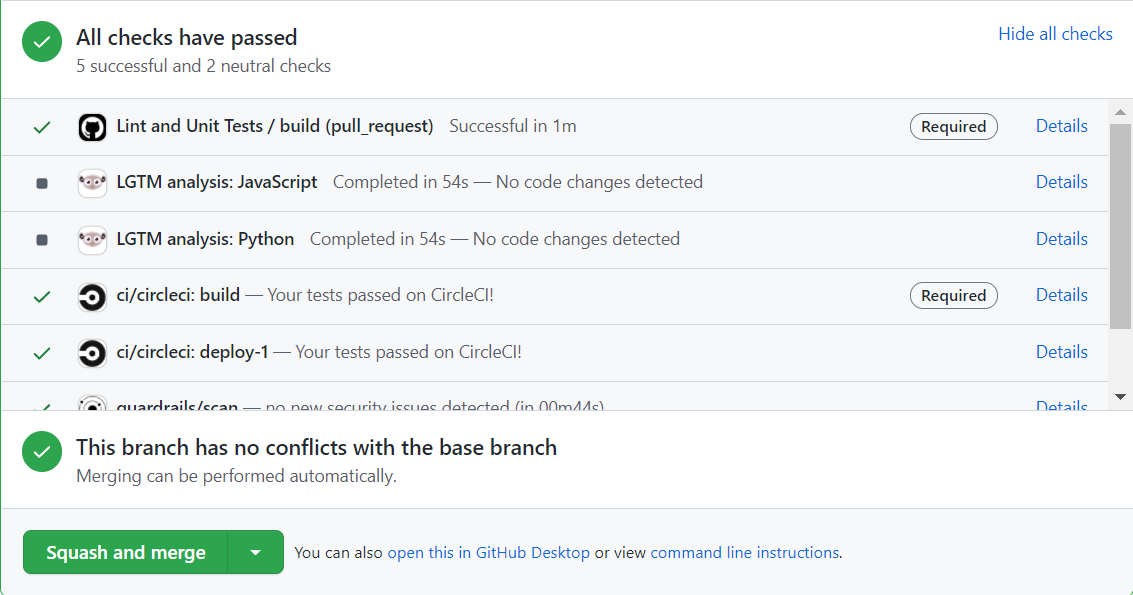 All checks have passed
Hide all checks
5 successful and 2 neutral checks
Lint and Unit Tests / build (pull_request) Successful in 1m Required Details
LGTM analysis: JavaScript Completed in 54s — No code changes detected Details
LGTM analysis: Python Completed in 54s — No code changes detected Details
ci/circleci: build — Your tests passed on CircleCI! Required Details
ci/circleci: deploy-1 — Your tests passed on CircleCI! Details
guardrails/scan — no new security issues detected (in 00m44s) Details
This branch has no conflicts with the base branch
Merging can be performed automatically.
Squash and merge You can also open this in GitHub Desktop or view command line instructions.